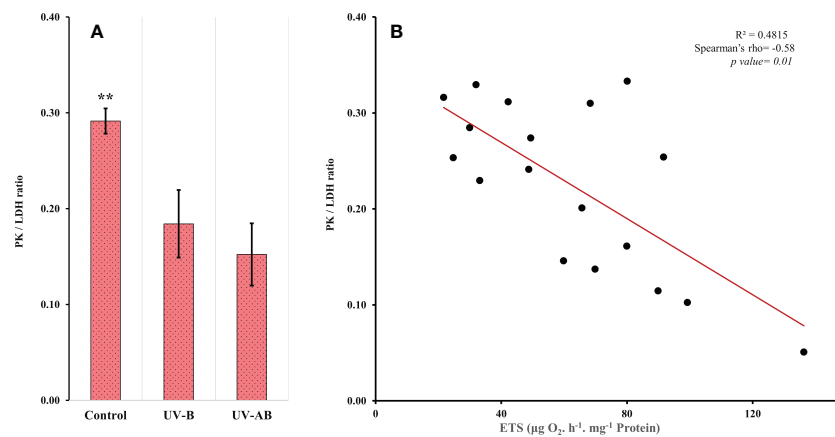 A
0.40
0.30
0.20
0.10
0.00
PK / LDH ratio
**
Control
UV-B
UV-AB
B
0.40
0.30
0.20
0.10
0.00
PK / LDH ratio
R² = 0.4815
Spearman's rho= -0.58
p value= 0.01
0
40
80
120
ETS (µg O₂. h⁻¹. mg⁻¹ Protein)